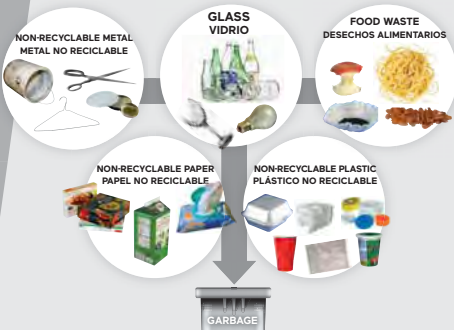 NON-RECYCLABLE METAL
METAL NO RECICLABLE
GLASS
VIDRIO
FOOD WASTE
DESECHOS ALIMENTARIOS
NON-RECYCLABLE PAPER
PAPEL NO RECICLABLE
NON-RECYCLABLE PLASTIC
PLÁSTICO NO RECICLABLE
GARBAGE